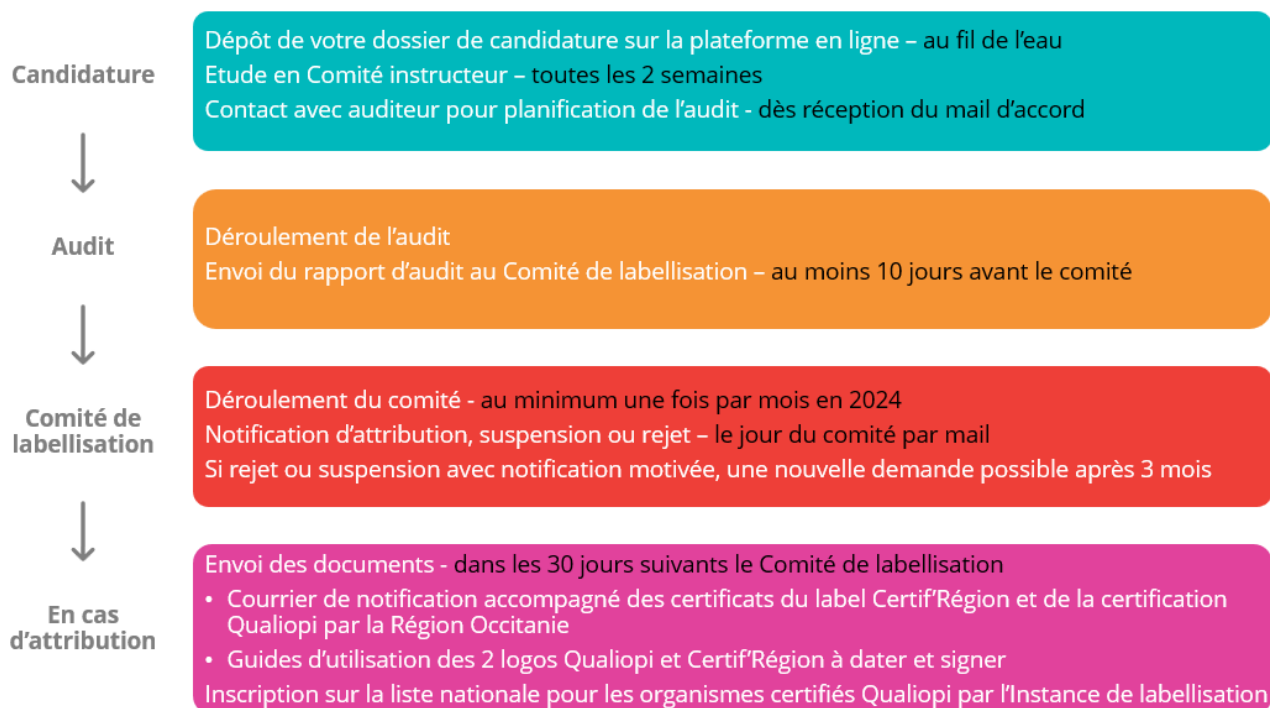 Candidature
Dépôt de votre dossier de candidature sur la plateforme en ligne – au fil de l'eau
Etude en Comité instructeur – toutes les 2 semaines
Contact avec auditeur pour planification de l'audit - dès réception du mail d'accord
Audit
Déroulement de l'audit
Envoi du rapport d'audit au Comité de labellisation – au moins 10 jours avant le comité
Comité de
labellisation
Déroulement du comité - au minimum une fois par mois en 2024
Notification d'attribution, suspension ou rejet – le jour du comité par mail
Si rejet ou suspension avec notification motivée, une nouvelle demande possible après 3 mois
En cas
d'attribution
Envoi des documents - dans les 30 jours suivants le Comité de labellisation
• Courrier de notification accompagné des certificats du label Certif'Région et de la certification
Qualiopi par la Région Occitanie
• Guides d'utilisation des 2 logos Qualiopi et Certif'Région à dater et signer
Inscription sur la liste nationale pour les organismes certifiés Qualiopi par l'Instance de labellisation